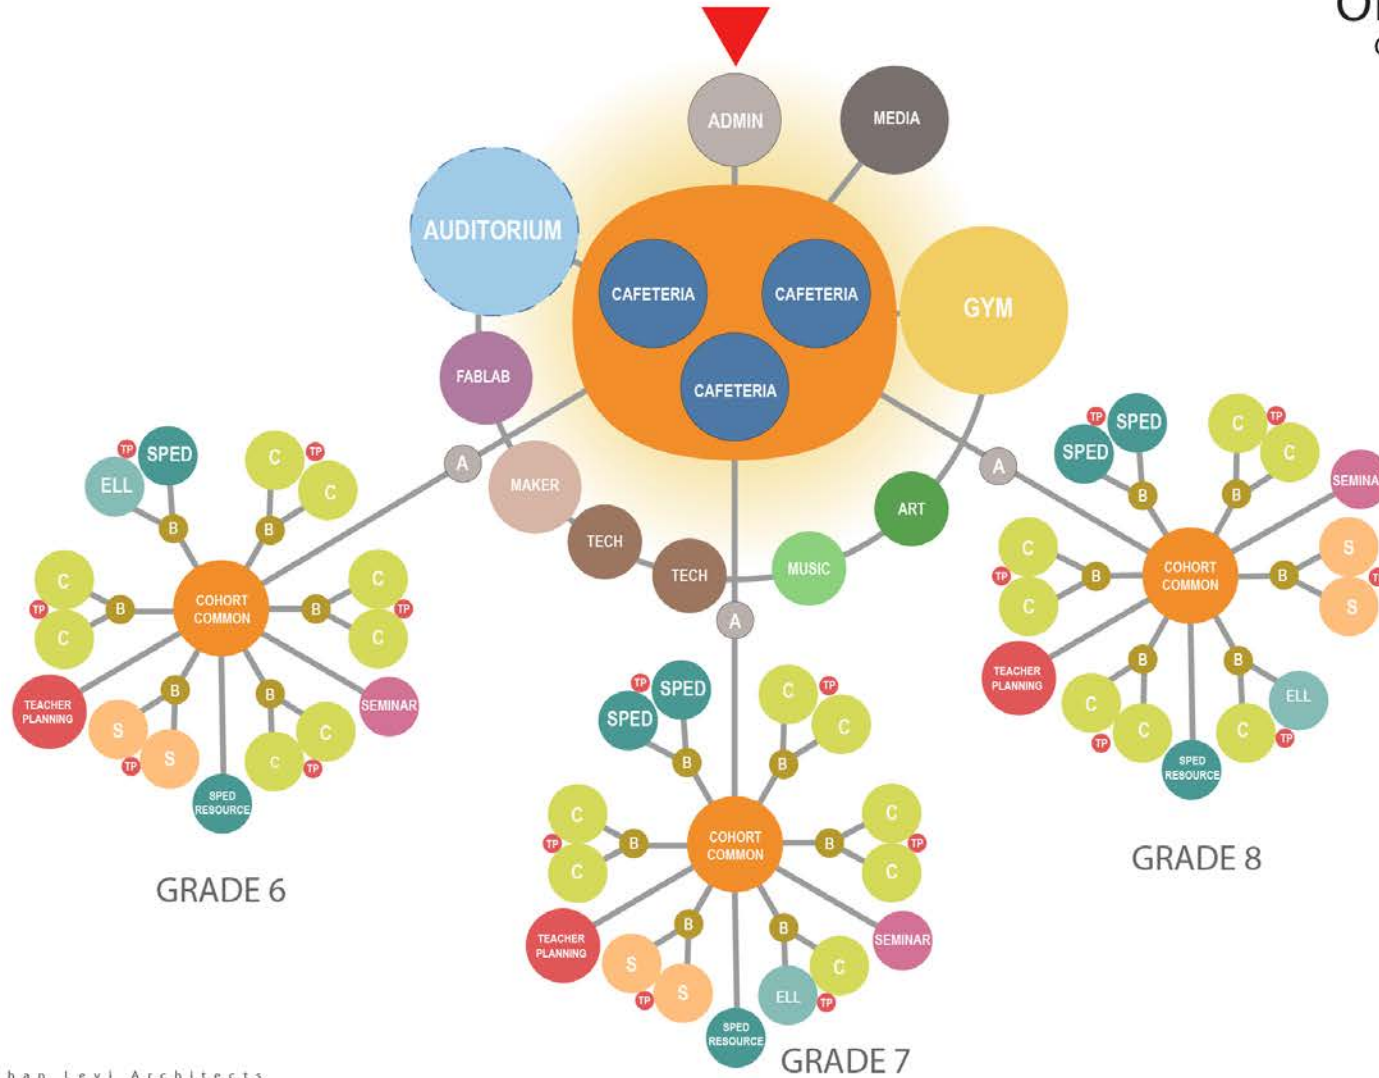 ADMIN
MEDIA
AUDITORIUM
CAFETERIA
CAFETERIA
CAFETERIA
GYM
FABLAB
MAKER
TECH
TECH
MUSIC
ART
A
A
A
TP
SPED
ELL
B
C
TP
C
B
C
TP
C
B
COHORT
COMMON
C
TP
C
B
TEACHER
PLANNING
B
S
TP
S
SPED
RESOURCE
B
C
TP
C
SEMINAR
GRADE 6
TP
SPED
SPED
B
C
TP
C
B
C
TP
C
B
COHORT
COMMON
C
TP
C
B
TEACHER
PLANNING
B
S
TP
S
SPED
RESOURCE
B
C
TP
ELL
SEMINAR
GRADE 7
TP
SPED
SPED
B
C
TP
C
B
SEMINA
C
TP
C
B
COHORT
COMMON
S
S
B
TEACHER
PLANNING
B
C
TP
C
SPED
RESOURCE
B
ELL
TP
C
GRADE 8
han Levi Architects